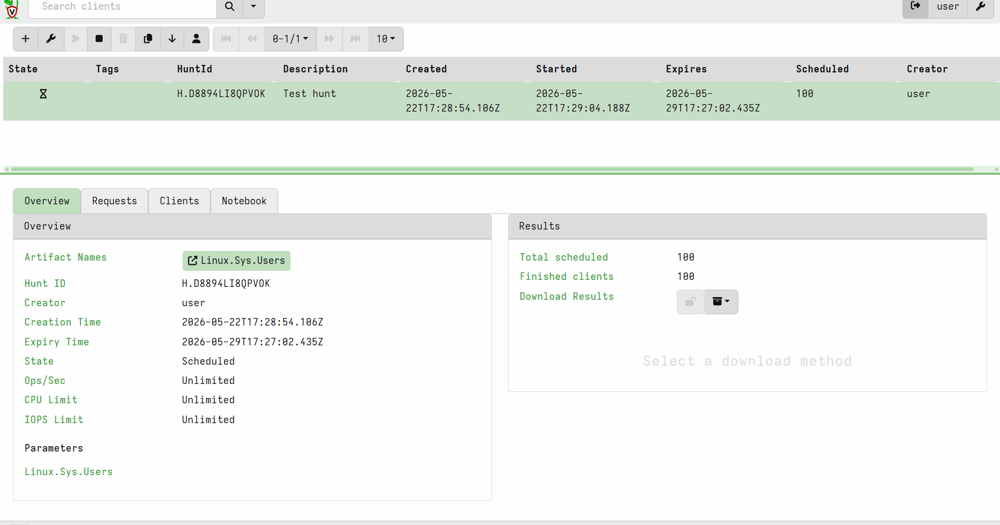 Search clients
user
0-1/1
10
State Tags HuntId Description Created Started Expires Scheduled Creator
H.D8894LI8QPVOK Test hunt 2026-05-22T17:28:54.106Z 2026-05-22T17:29:04.188Z 2026-05-29T17:27:02.435Z 100 user
Overview Requests Clients Notebook
Overview
Artifact Names Linux.Sys.Users
Hunt ID H.D8894LI8QPVOK
Creator user
Creation Time 2026-05-22T17:28:54.106Z
Expiry Time 2026-05-29T17:27:02.435Z
State Scheduled
Ops/Sec Unlimited
CPU Limit Unlimited
IOPS Limit Unlimited
Parameters
Linux.Sys.Users
Results
Total scheduled 100
Finished clients 100
Download Results
Select a download method